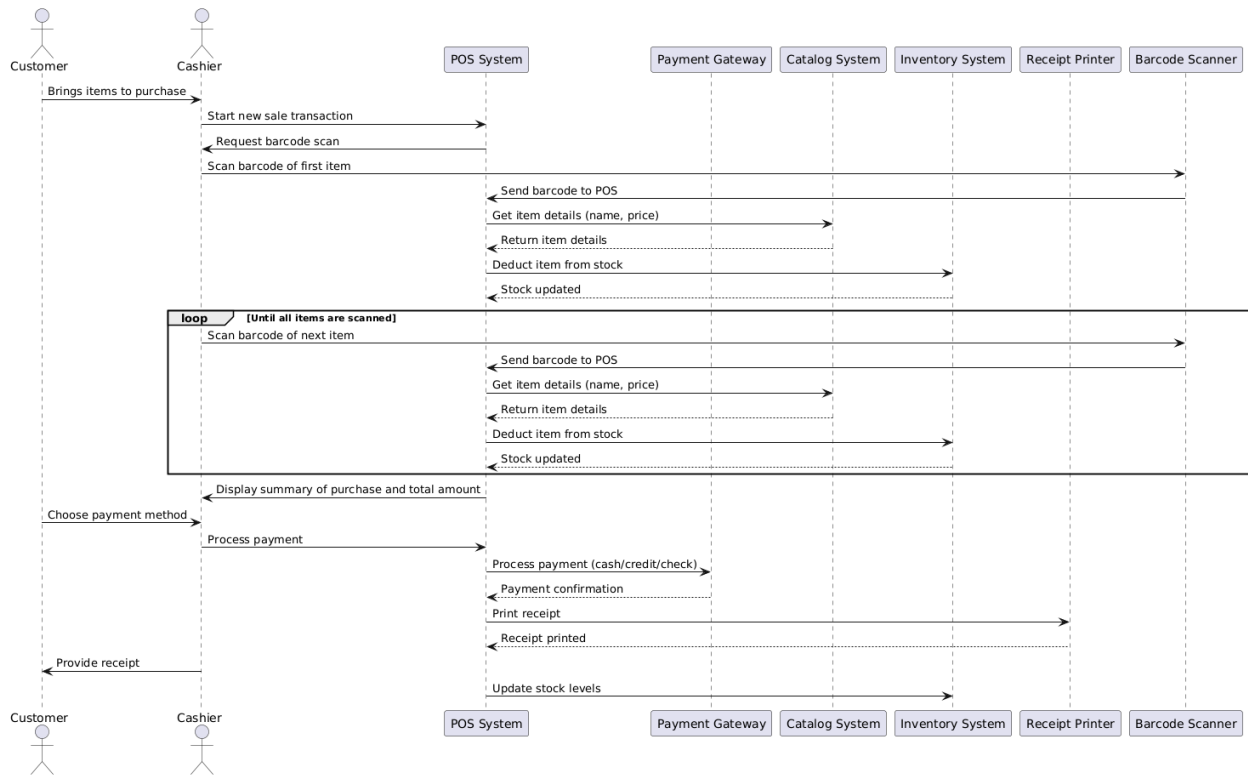 Customer
Cashier
POS System
Payment Gateway
Catalog System
Inventory System
Receipt Printer
Barcode Scanner
Brings items to purchase
Start new sale transaction
Request barcode scan
Scan barcode of first item
Send barcode to POS
Get item details (name, price)
Return item details
Deduct item from stock
Stock updated
loop
[Until all items are scanned]
Scan barcode of next item
Send barcode to POS
Get item details (name, price)
Return item details
Deduct item from stock
Stock updated
Display summary of purchase and total amount
Choose payment method
Process payment
Process payment (cash/credit/check)
Payment confirmation
Print receipt
Receipt printed
Provide receipt
Update stock levels
Customer
Cashier
POS System
Payment Gateway
Catalog System
Inventory System
Receipt Printer
Barcode Scanner